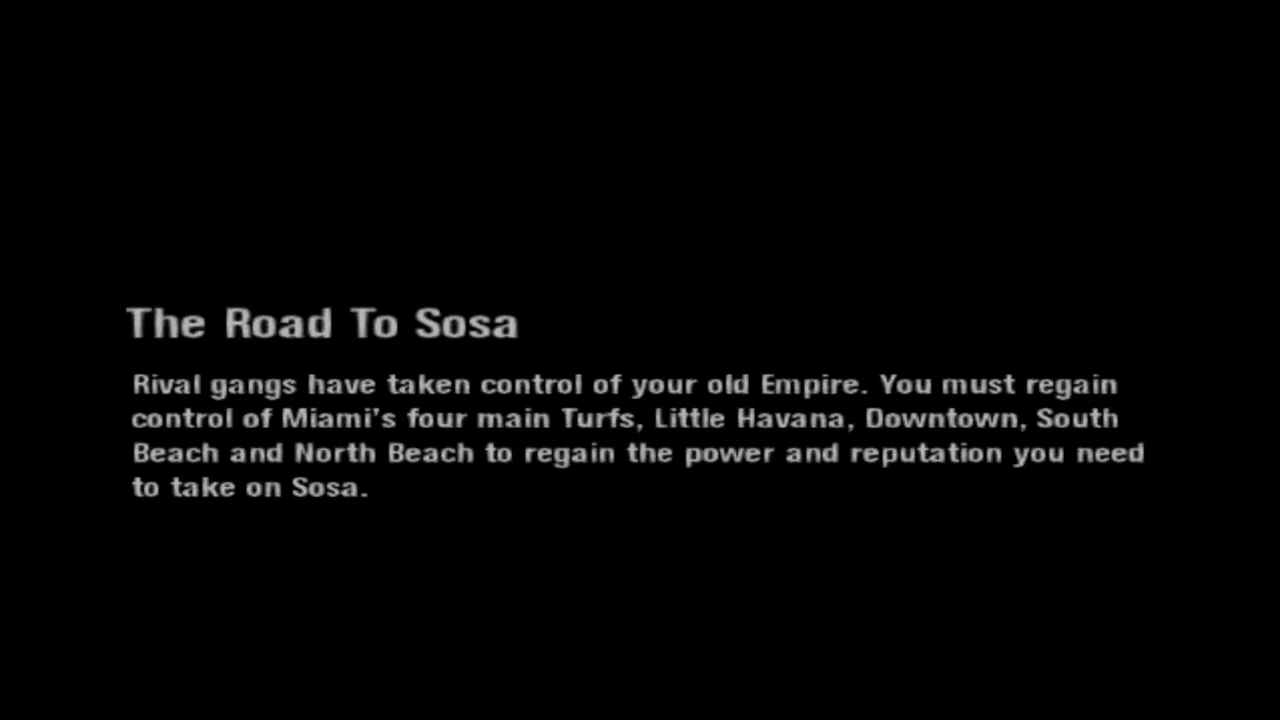 The Road To Sosa
Rival gangs have taken control of your old Empire. You must regain
control of Miami's four main Turfs, Little Havana, Downtown, South
Beach and North Beach to regain the power and reputation you need
to take on Sosa.